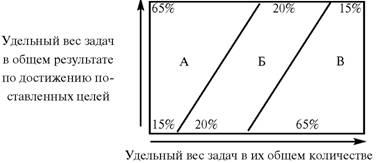 65% 20% 15%
Удельный вес задач
в общем результате
по достижению по-
ставленных целей
А Б В
15% 20% 65%
Удельный вес задач в их общем количестве